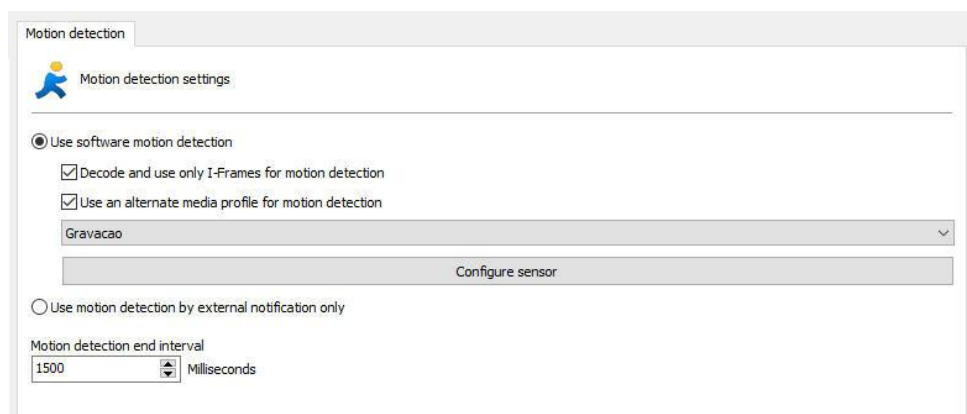 Motion detection
Motion detection settings
Use software motion detection
Decode and use only I-Frames for motion detection
Use an alternate media profile for motion detection
Gravacao
Configure sensor
Use motion detection by external notification only
Motion detection end interval
1500 Milliseconds